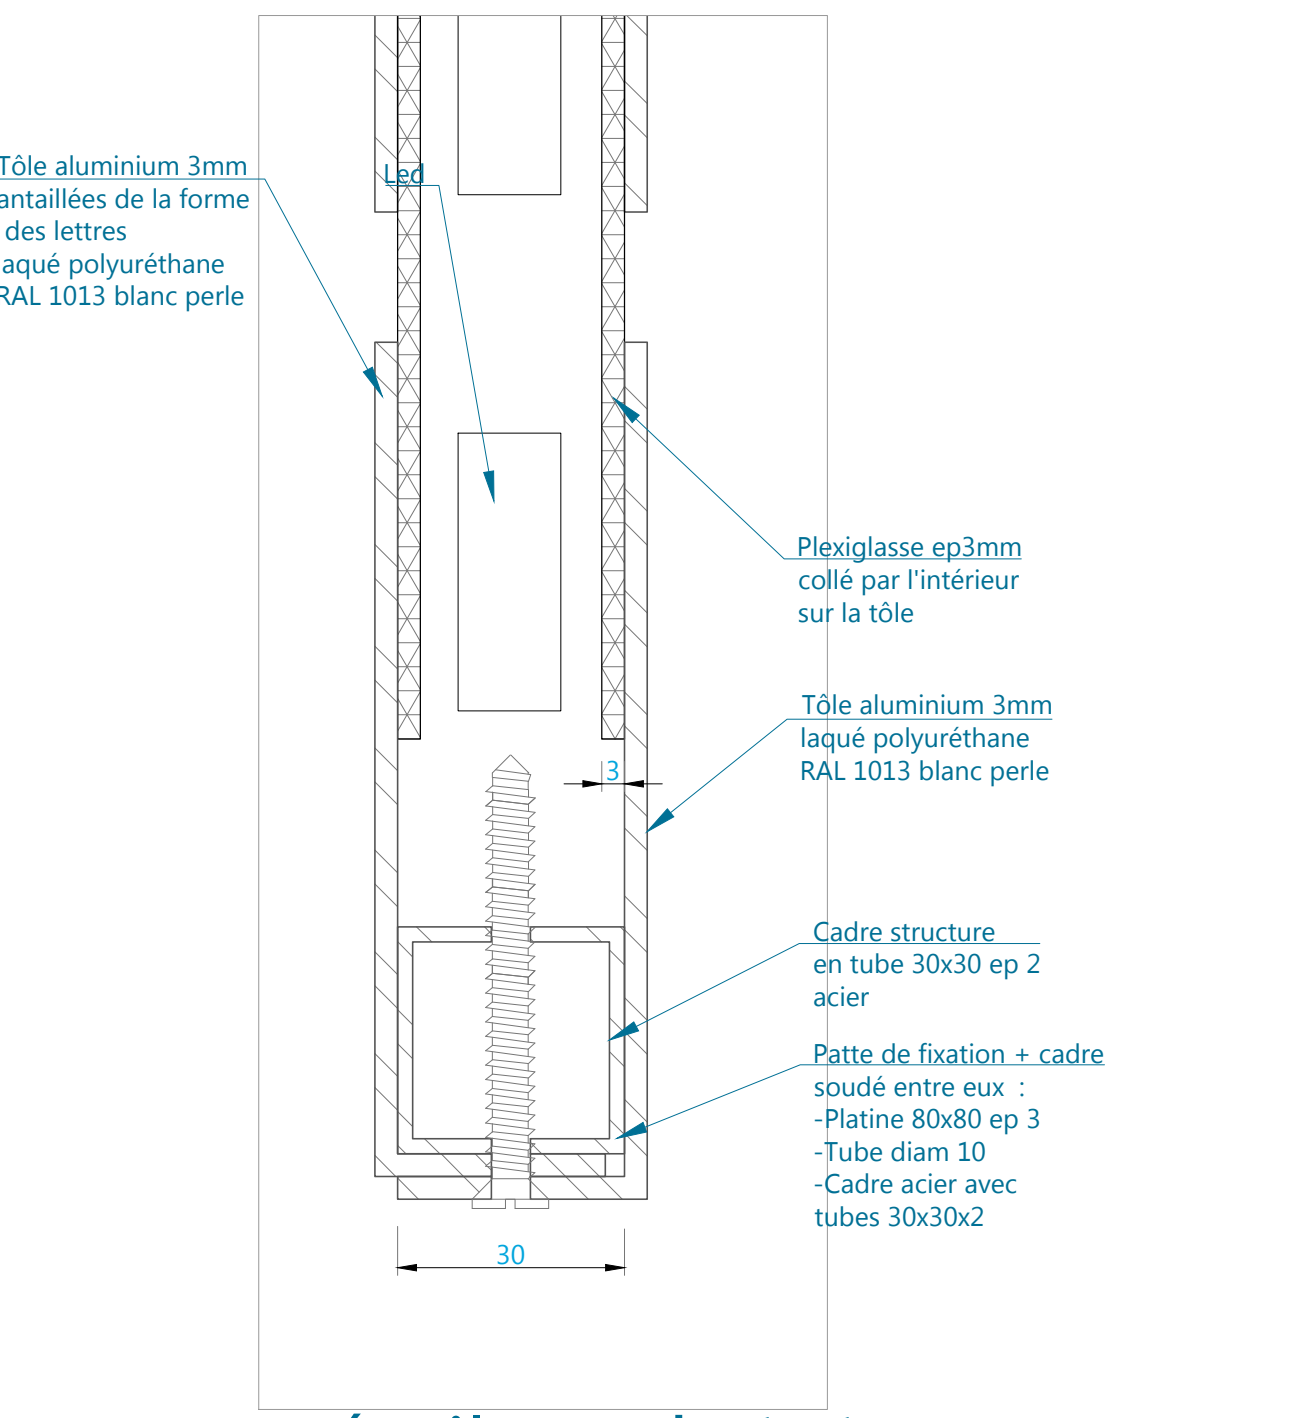 Tôle aluminium 3mm
antaillées de la forme
des lettres
laqué polyuréthane
RAL 1013 blanc perle
Led
Plexiglasse ep3mm
collé par l'intérieur
sur la tôle
Tôle aluminium 3mm
laqué polyuréthane
RAL 1013 blanc perle
3
Cadre structure
en tube 30x30 ep 2
acier
Patte de fixation + cadre
soudé entre eux :
-Platine 80x80 ep 3
-Tube diam 10
-Cadre acier avec
tubes 30x30x2
30